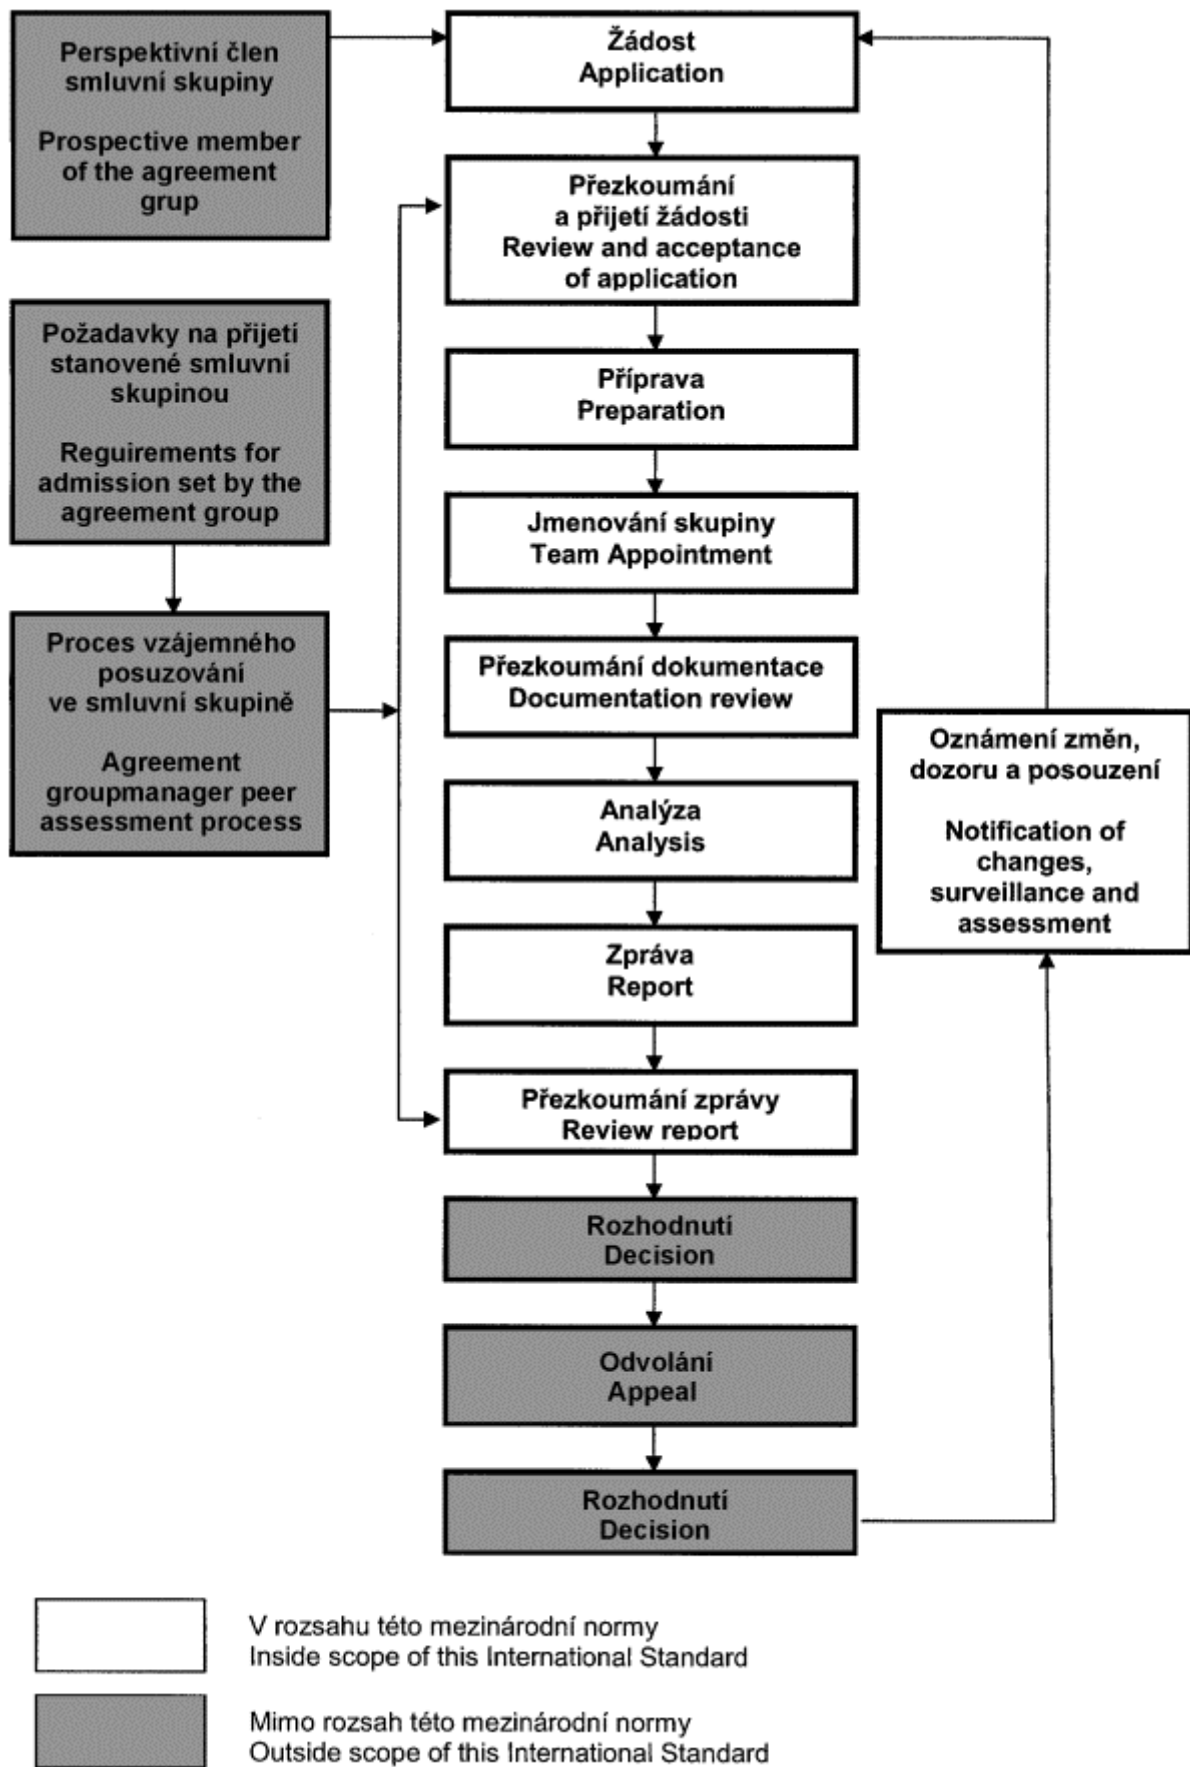 Perspektivní člen
smluvní skupiny
Prospective member
of the agreement
grup
Požadavky na přijetí
stanovené smluvní
skupinou
Reguirements for
admission set by the
agreement group
Proces vzájemného
posuzování
ve smluvní skupině
Agreement
groupmanager peer
assessment process
Žádost
Application
Přezkoumání
a přijetí žádosti
Review and acceptance
of application
Příprava
Preparation
Jmenování skupiny
Team Appointment
Přezkoumání dokumentace
Documentation review
Analýza
Analysis
Zpráva
Report
Přezkoumání zprávy
Review report
Rozhodnutí
Decision
Odvolání
Appeal
Rozhodnutí
Decision
Oznámení změn,
dozoru a posouzení
Notification of
changes,
surveillance and
assessment
V rozsahu této mezinárodní normy
Inside scope of this International Standard
Mimo rozsah této mezinárodní normy
Outside scope of this International Standard